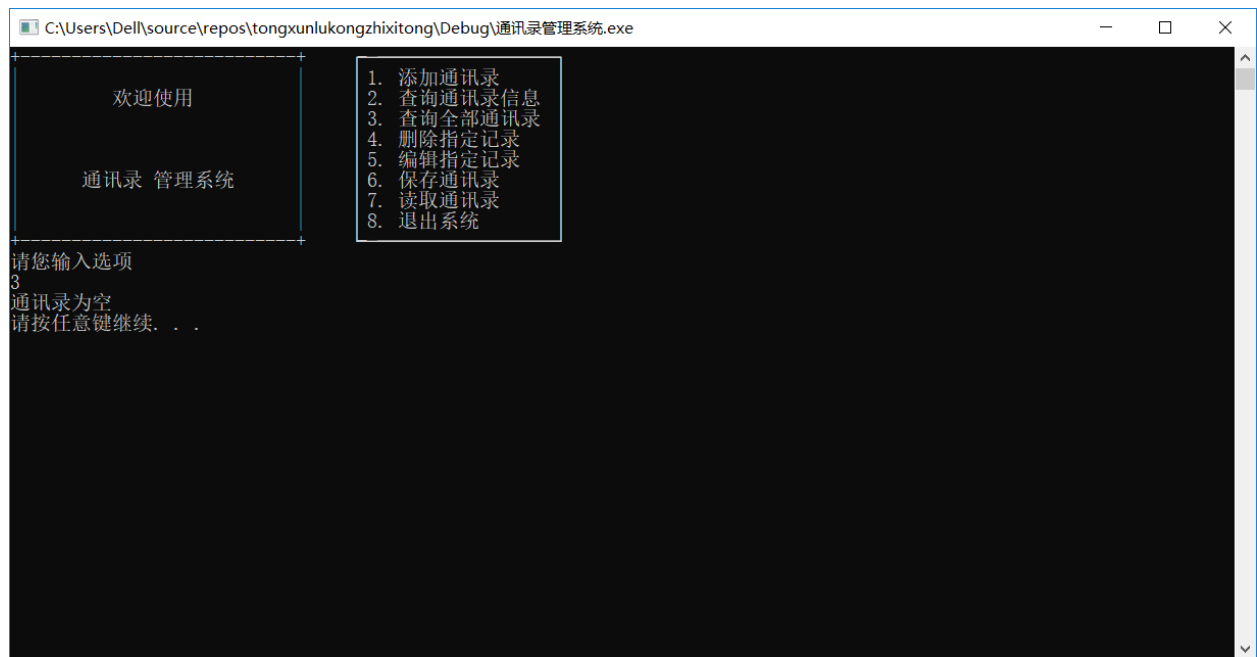 C:\Users\Dell\source\repos\tongxunlukongzhixitong\Debug\通讯录管理系统.exe
欢迎使用
通讯录 管理系统
1. 添加通讯录
2. 查询通讯录信息
3. 查询全部通讯录
4. 删除指定记录
5. 编辑指定记录
6. 保存通讯录
7. 读取通讯录
8. 退出系统
请您输入选项
3
通讯录为空
请按任意键继续. . .